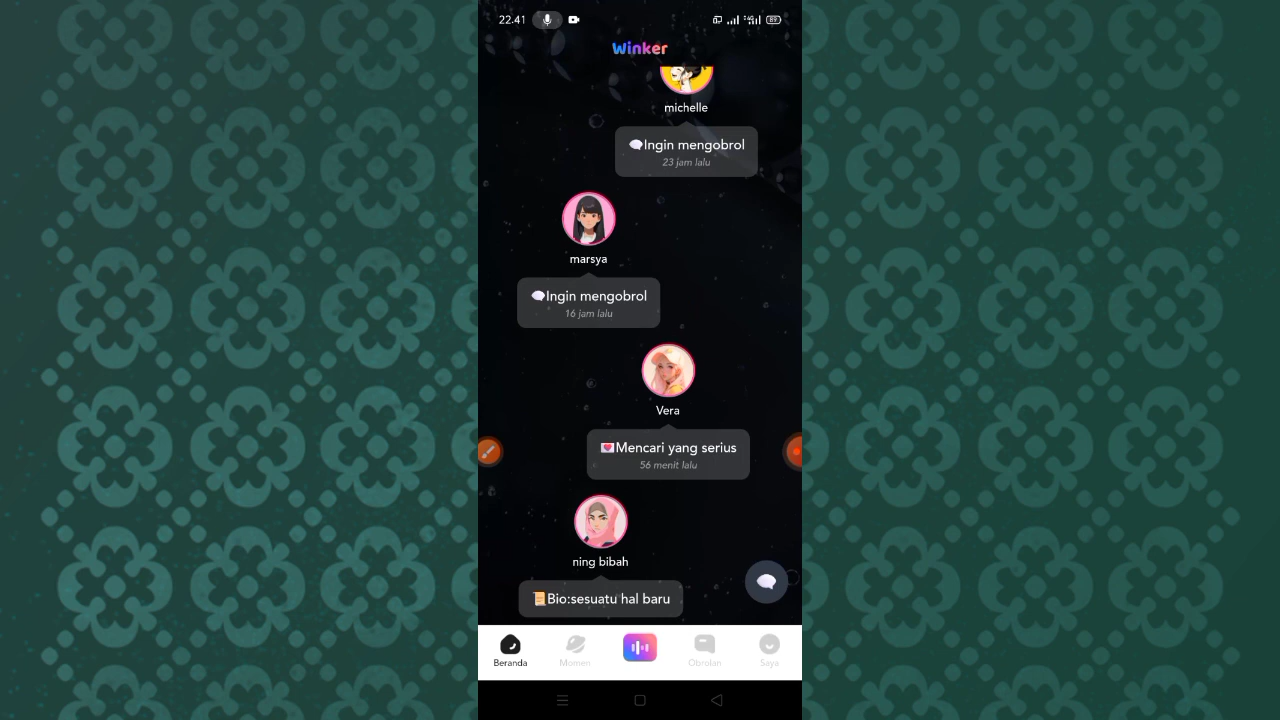 22.41
89
Winker
michelle
🗨Ingin mengobrol
23 jam lalu
marsya
🗨Ingin mengobrol
16 jam lalu
Vera
💌Mencari yang serius
56 menit lalu
ning bibah
📜Bio:sesuatu hal baru
Beranda
Momen
Obrolan
Saya